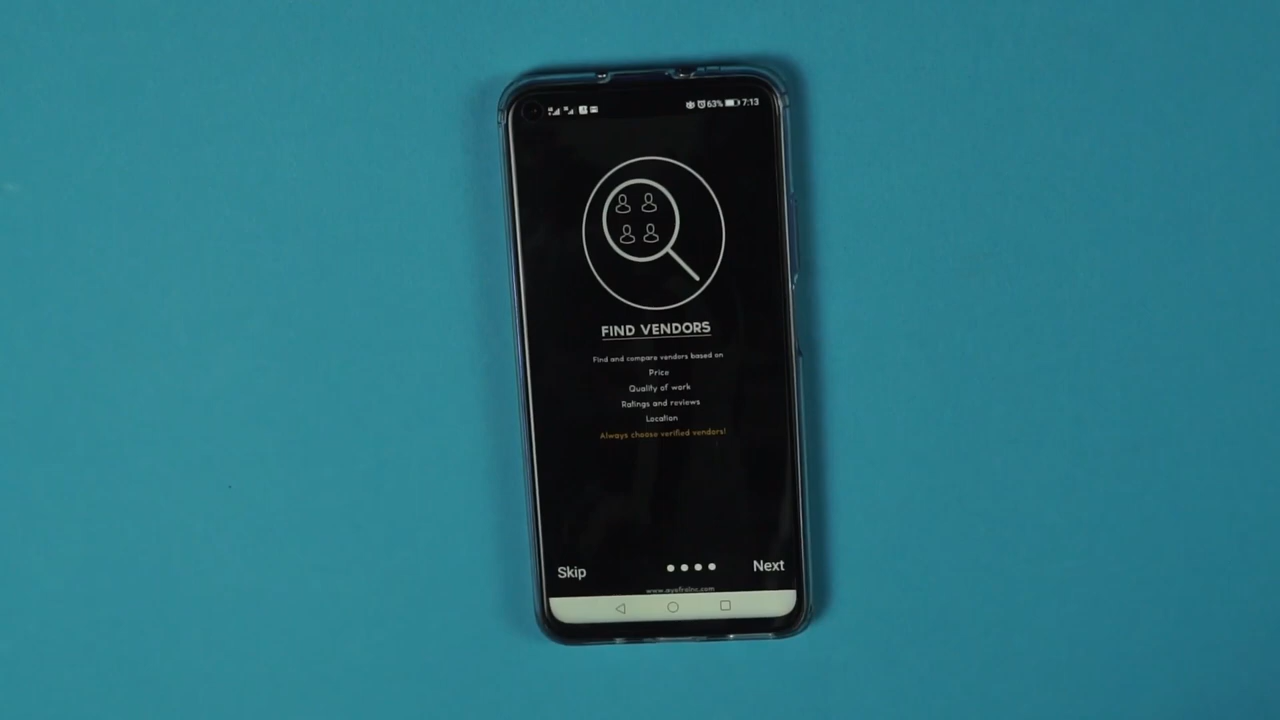 63% 7:13
FIND VENDORS
Find and compare vendors based on
Price
Quality of work
Ratings and reviews
Location
Always choose verified vendors!
Skip
Next